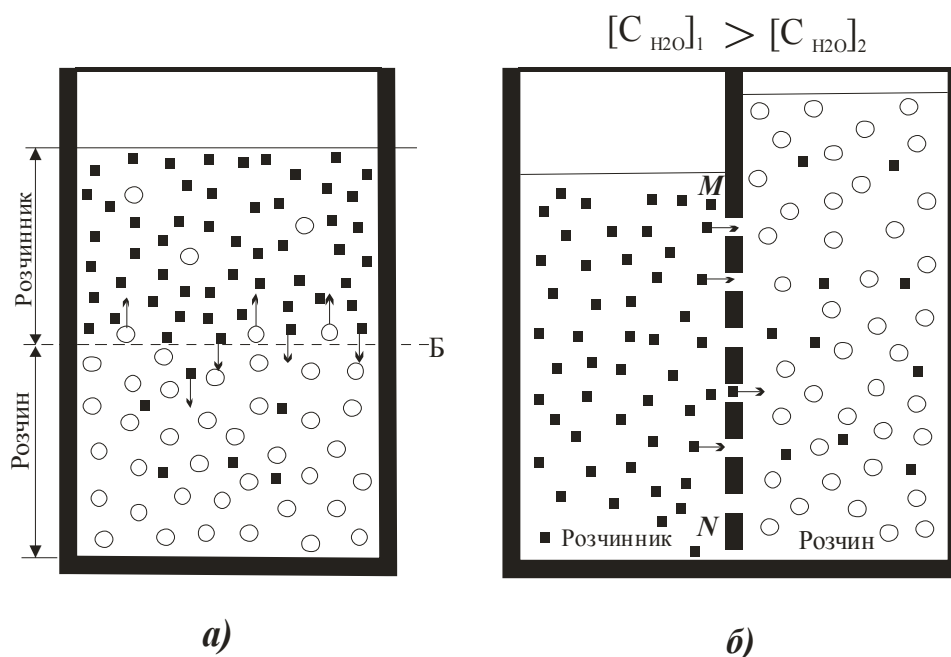 [C H2O]1 > [C H2O]2
Розчинник
Розчин
Б
M
N
Розчинник
Розчин
а)
б)